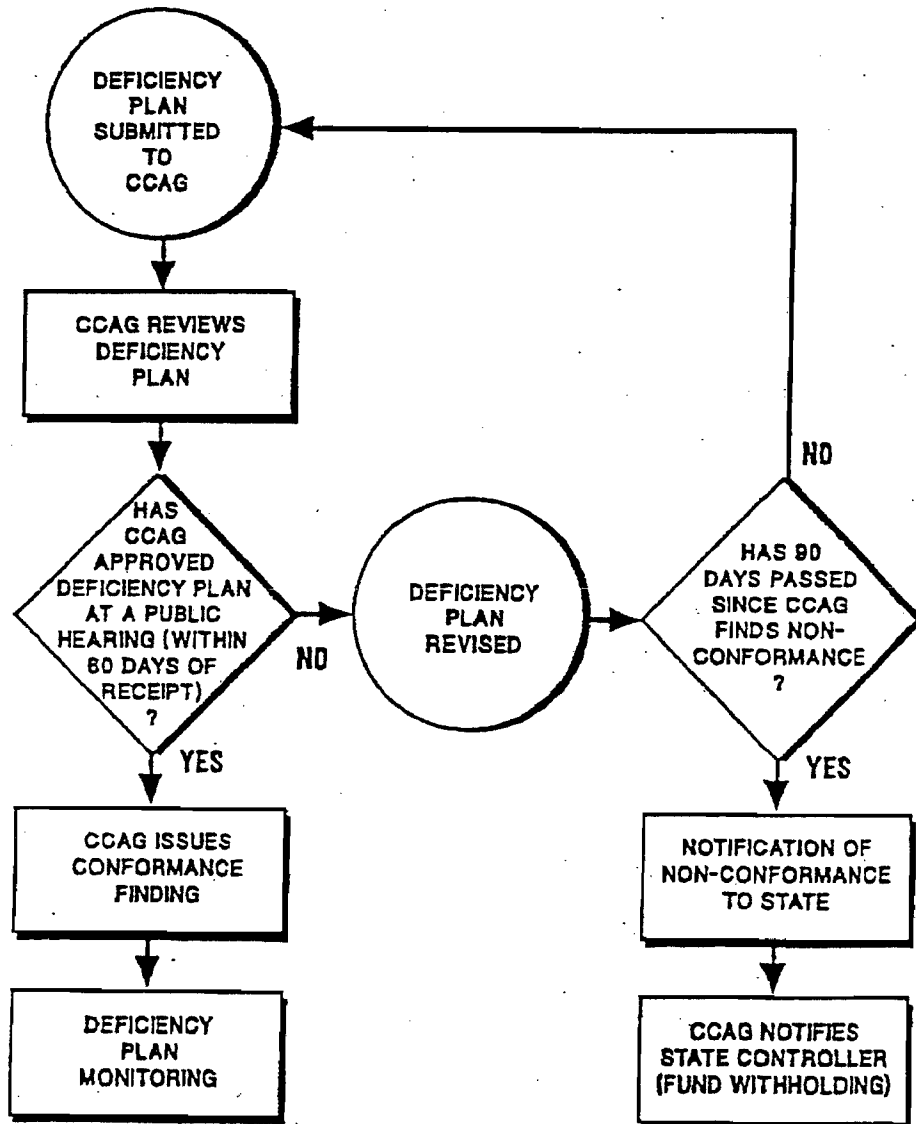 DEFICIENCY
PLAN
SUBMITTED
TO
CCAG
CCAG REVIEWS
DEFICIENCY
PLAN
HAS
CCAG
APPROVED
DEFICIENCY PLAN
AT A PUBLIC
HEARING (WITHIN
60 DAYS OF
RECEIPT)
?
NO
DEFICIENCY
PLAN
REVISED
NO
HAS 90
DAYS PASSED
SINCE CCAG
FINDS NON-
CONFORMANCE
?
YES
CCAG ISSUES
CONFORMANCE
FINDING
DEFICIENCY
PLAN
MONITORING
YES
NOTIFICATION OF
NON-CONFORMANCE
TO STATE
CCAG NOTIFIES
STATE CONTROLLER
(FUND WITHHOLDING)